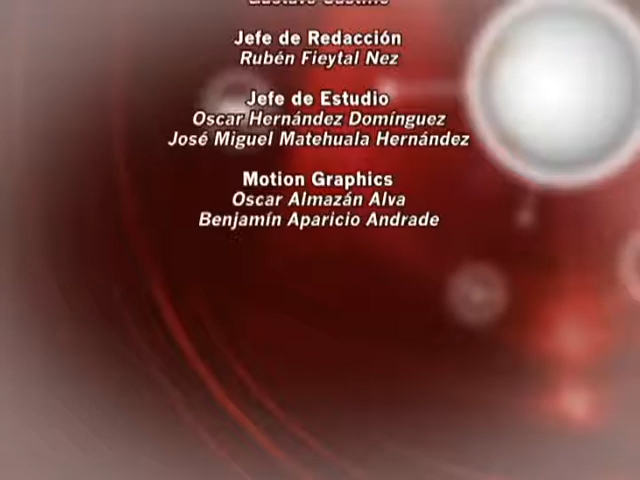 Jefe de Redacción
Rubén Fieytal Nez
Jefe de Estudio
Oscar Hernández Domínguez
José Miguel Matehuala Hernández
Motion Graphics
Oscar Almazán Alva
Benjamín Aparicio Andrade